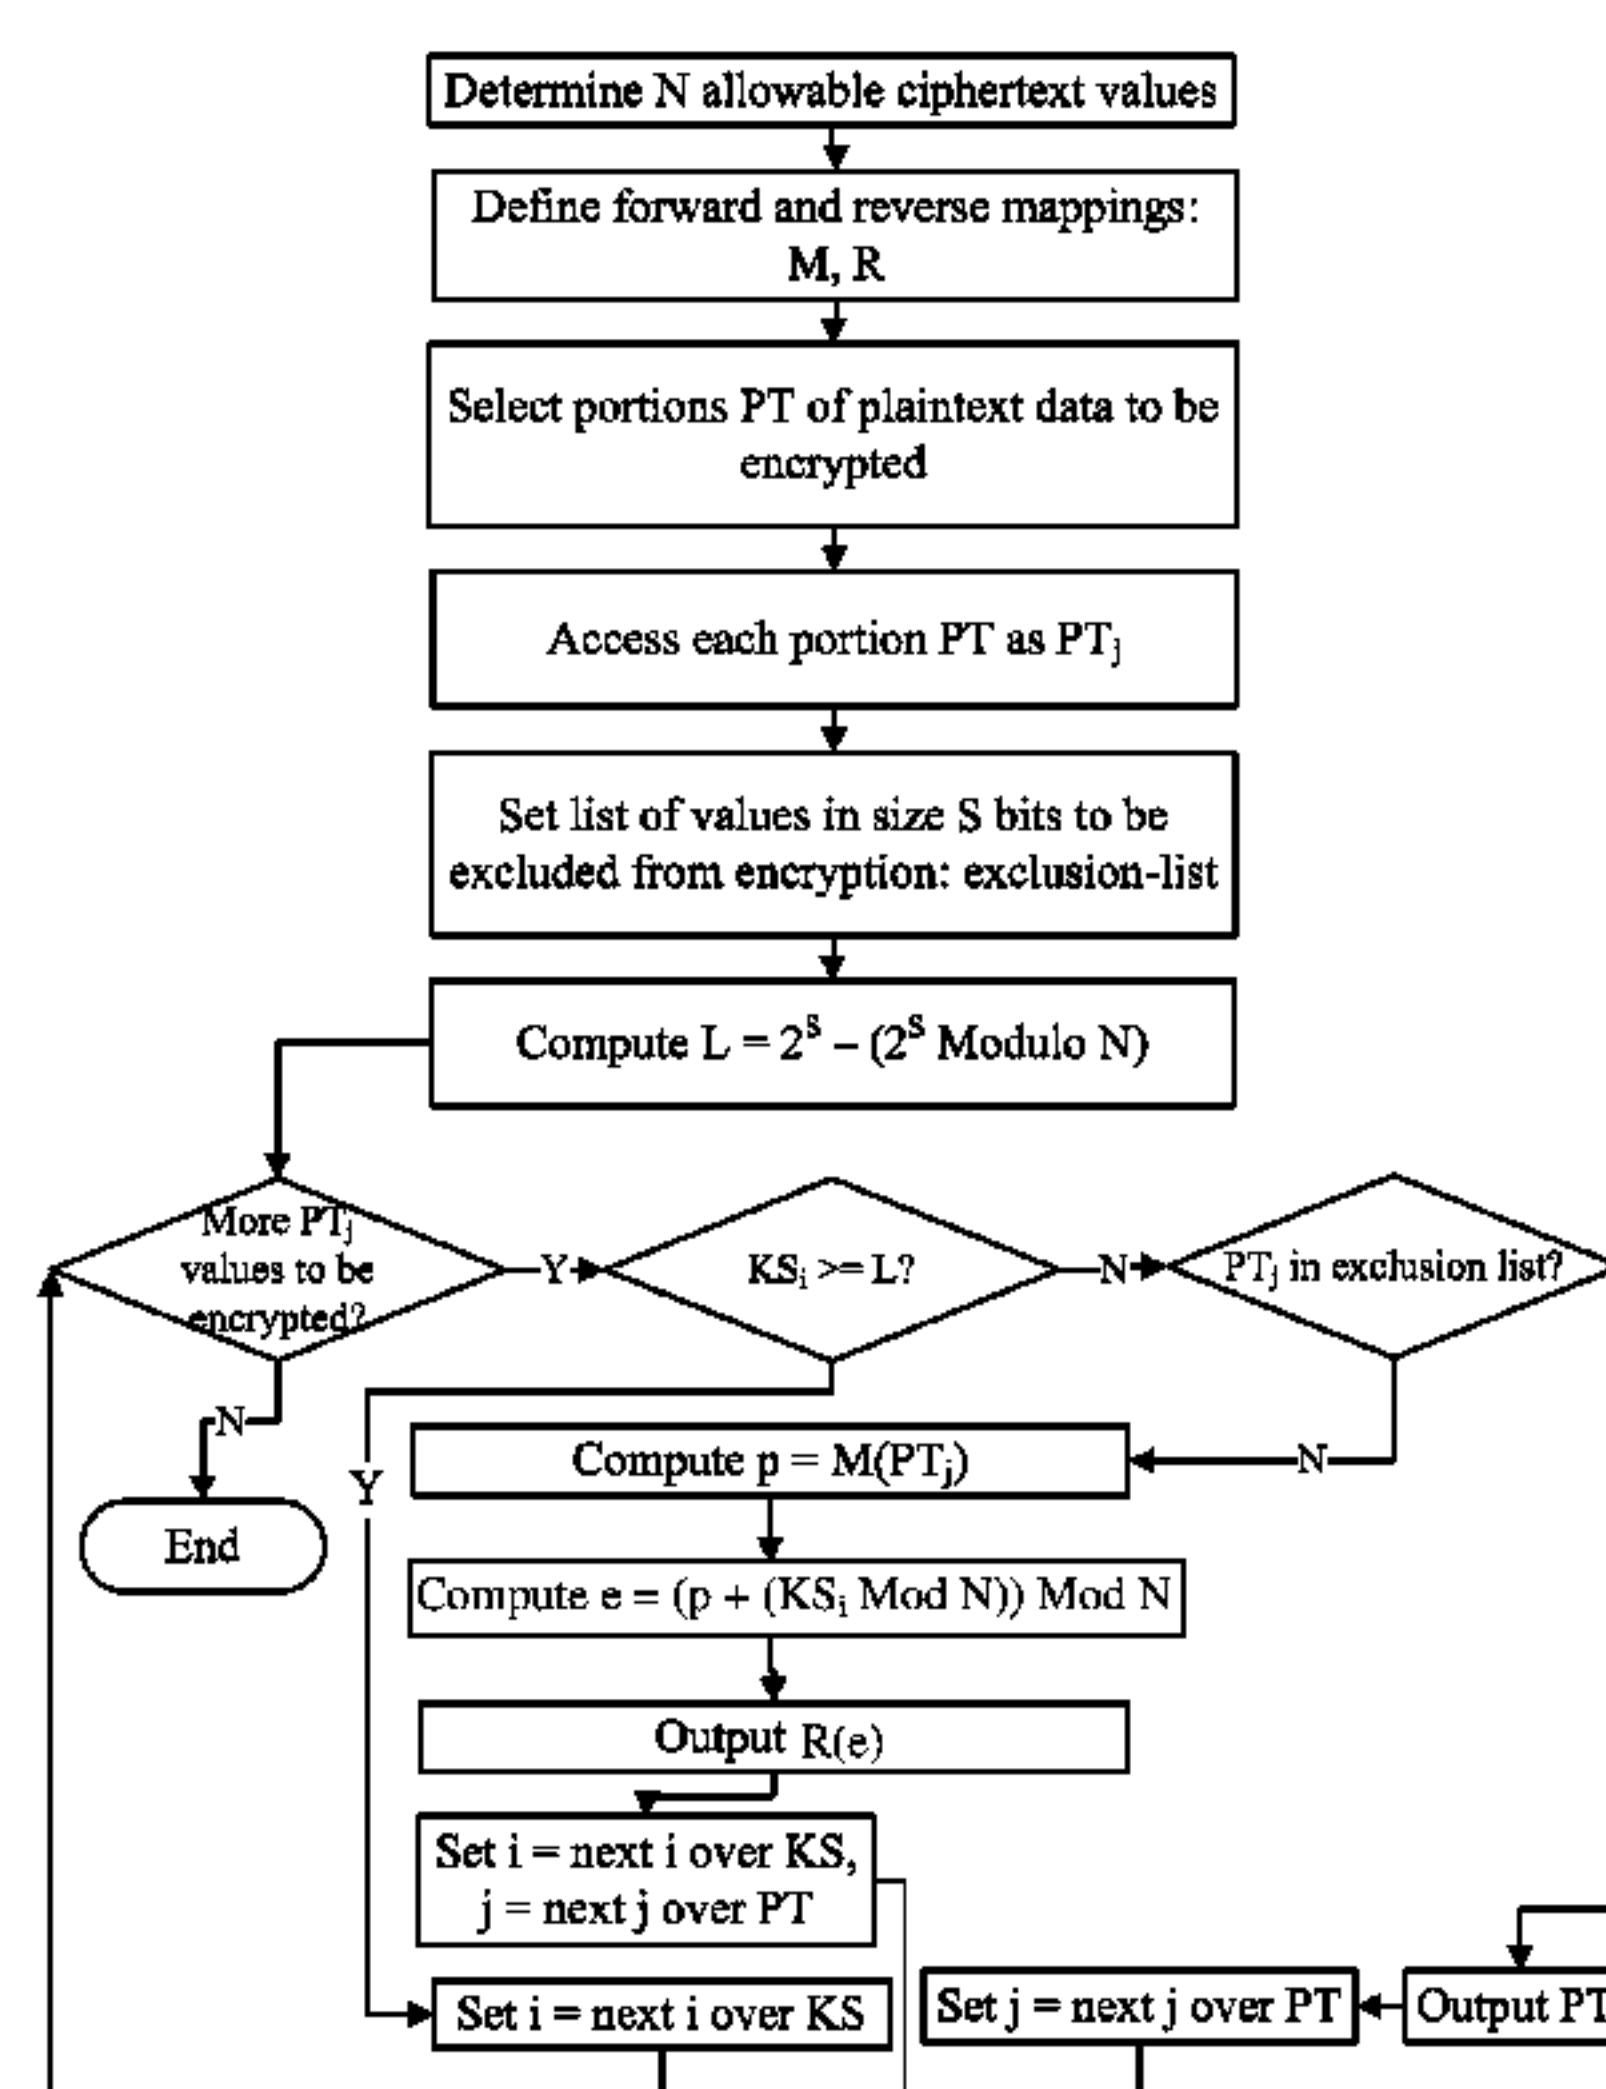 Determine N allowable ciphertext values
Define forward and reverse mappings:
M, R
Select portions PT of plaintext data to be
encrypted
Access each portion PT as PTj
Set list of values in size S bits to be
excluded from encryption: exclusion-list
Compute L = 2^S – (2^S Modulo N)
More PTj
values to be
encrypted?
Y
KSi >= L?
N
PTj in exclusion list?
N
Y
Compute p = M(PTj)
N
End
Compute e = (p + (KSi Mod N)) Mod N
Output R(e)
Set i = next i over KS,
j = next j over PT
Set i = next i over KS
Set j = next j over PT
Output PT